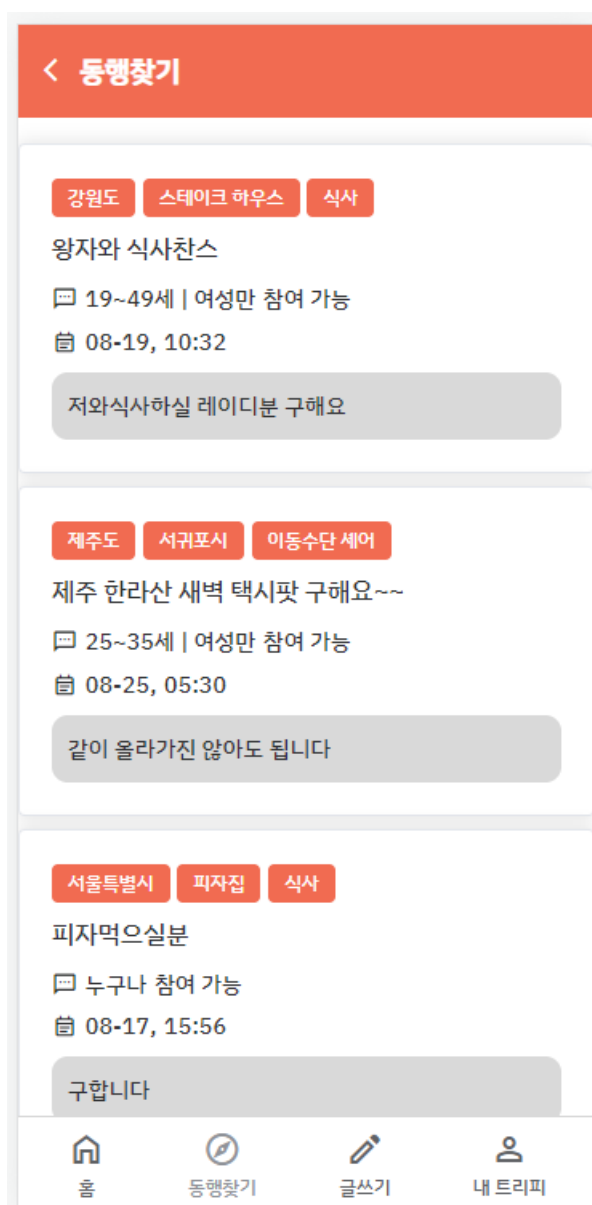 동행찾기
강원도 스테이크 하우스 식사
왕자와 식사찬스
19~49세 | 여성만 참여 가능
08-19, 10:32
저와식사하실 레이디분 구해요
제주도 서귀포시 이동수단 셰어
제주 한라산 새벽 택시팟 구해요~~
25~35세 | 여성만 참여 가능
08-25, 05:30
같이 올라가진 않아도 됩니다
서울특별시 피자집 식사
피자먹으실분
누구나 참여 가능
08-17, 15:56
구합니다
홈 동행찾기 글쓰기 내 트리피